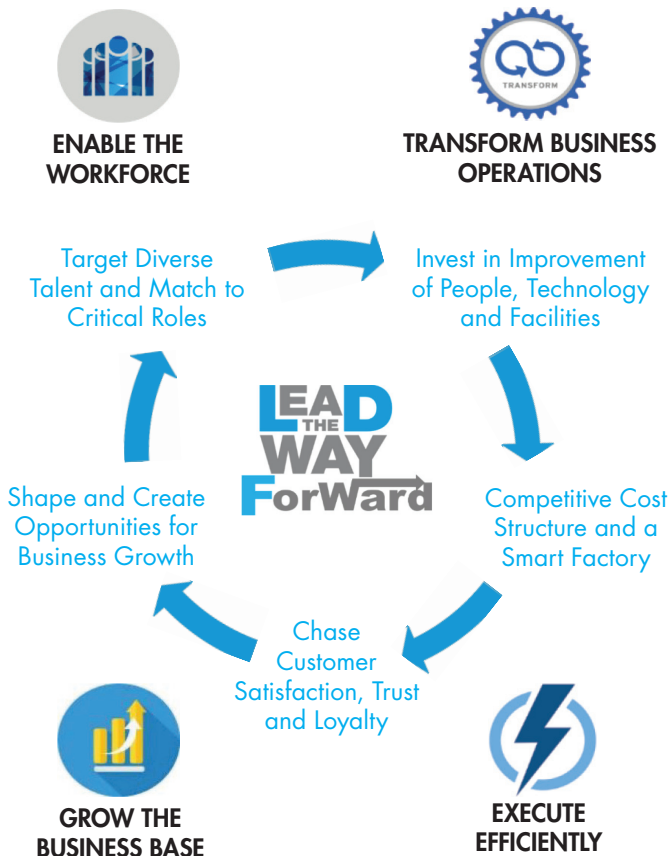 TRANSFORM
ENABLE THE
WORKFORCE
TRANSFORM BUSINESS
OPERATIONS
Target Diverse
Talent and Match to
Critical Roles
Invest in Improvement
of People, Technology
and Facilities
LEAD
THE
WAY
ForWard
Shape and Create
Opportunities for
Business Growth
Competitive Cost
Structure and a
Smart Factory
Chase
Customer
Satisfaction, Trust
and Loyalty
GROW THE
BUSINESS BASE
EXECUTE
EFFICIENTLY